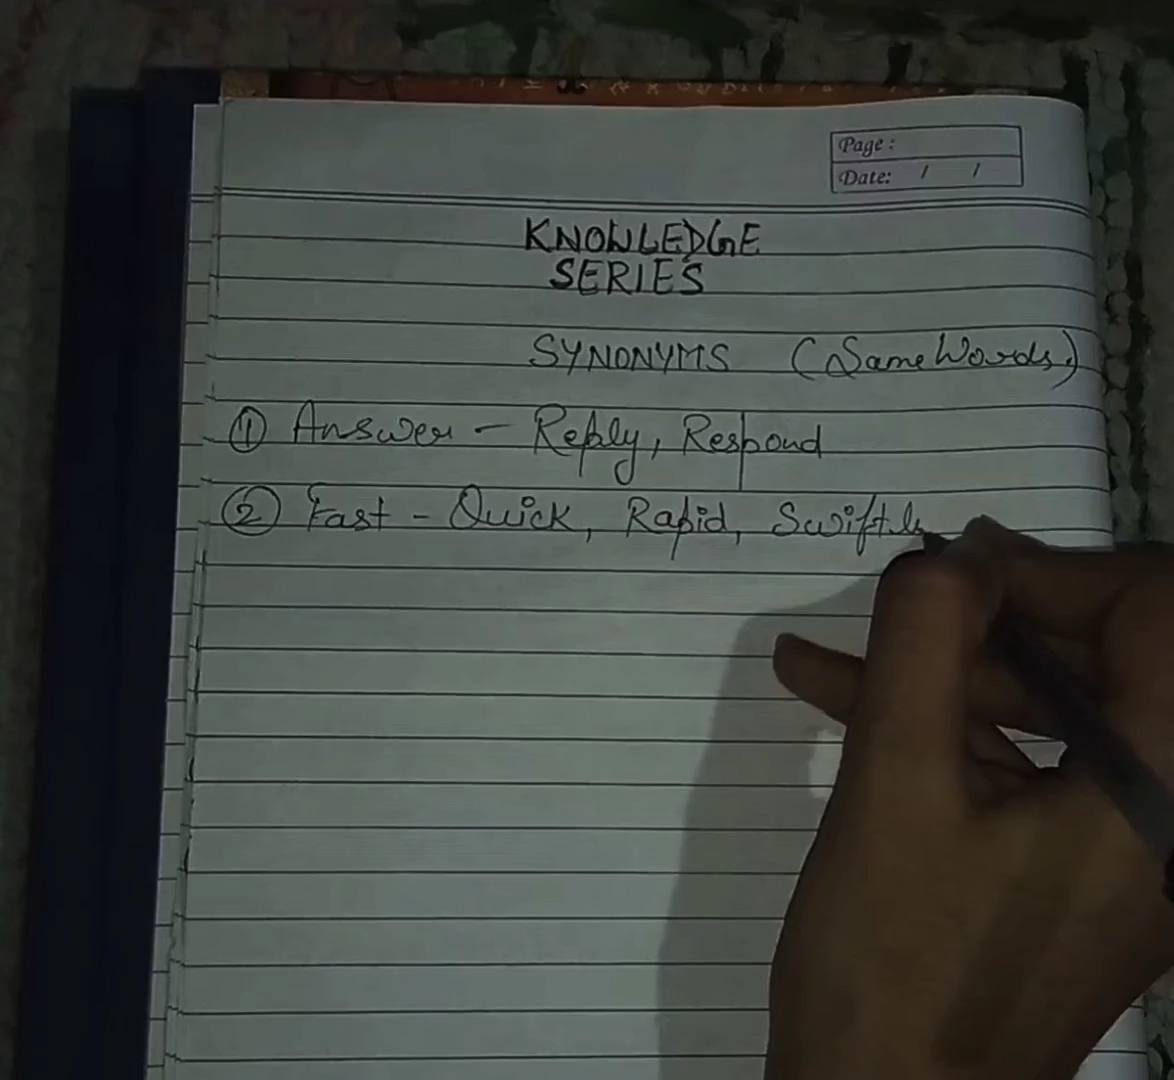 Page :
Date: / /
KNOWLEDGE
SERIES
SYNONYMS (Same Words)
① Answer - Reply, Respond
② Fast - Quick, Rapid,